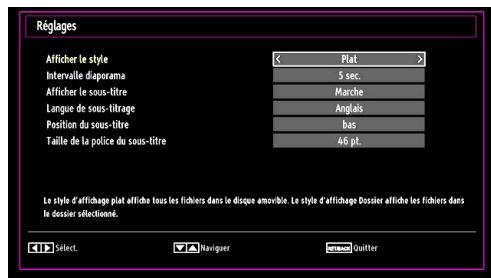 Réglages
Afficher le style < Plat >
Intervalle diaporama 5 sec.
Afficher le sous-titre Marche
Langue de sous-titrage Anglais
Position du sous-titre bas
Taille de la police du sous-titre 46 pt.
Le style d'affichage plat affiche tous les fichiers dans le disque amovible. Le style d'affichage Dossier affiche les fichiers dans
le dossier sélectionné.
Sélect. Naviguer RET/BACK Quitter